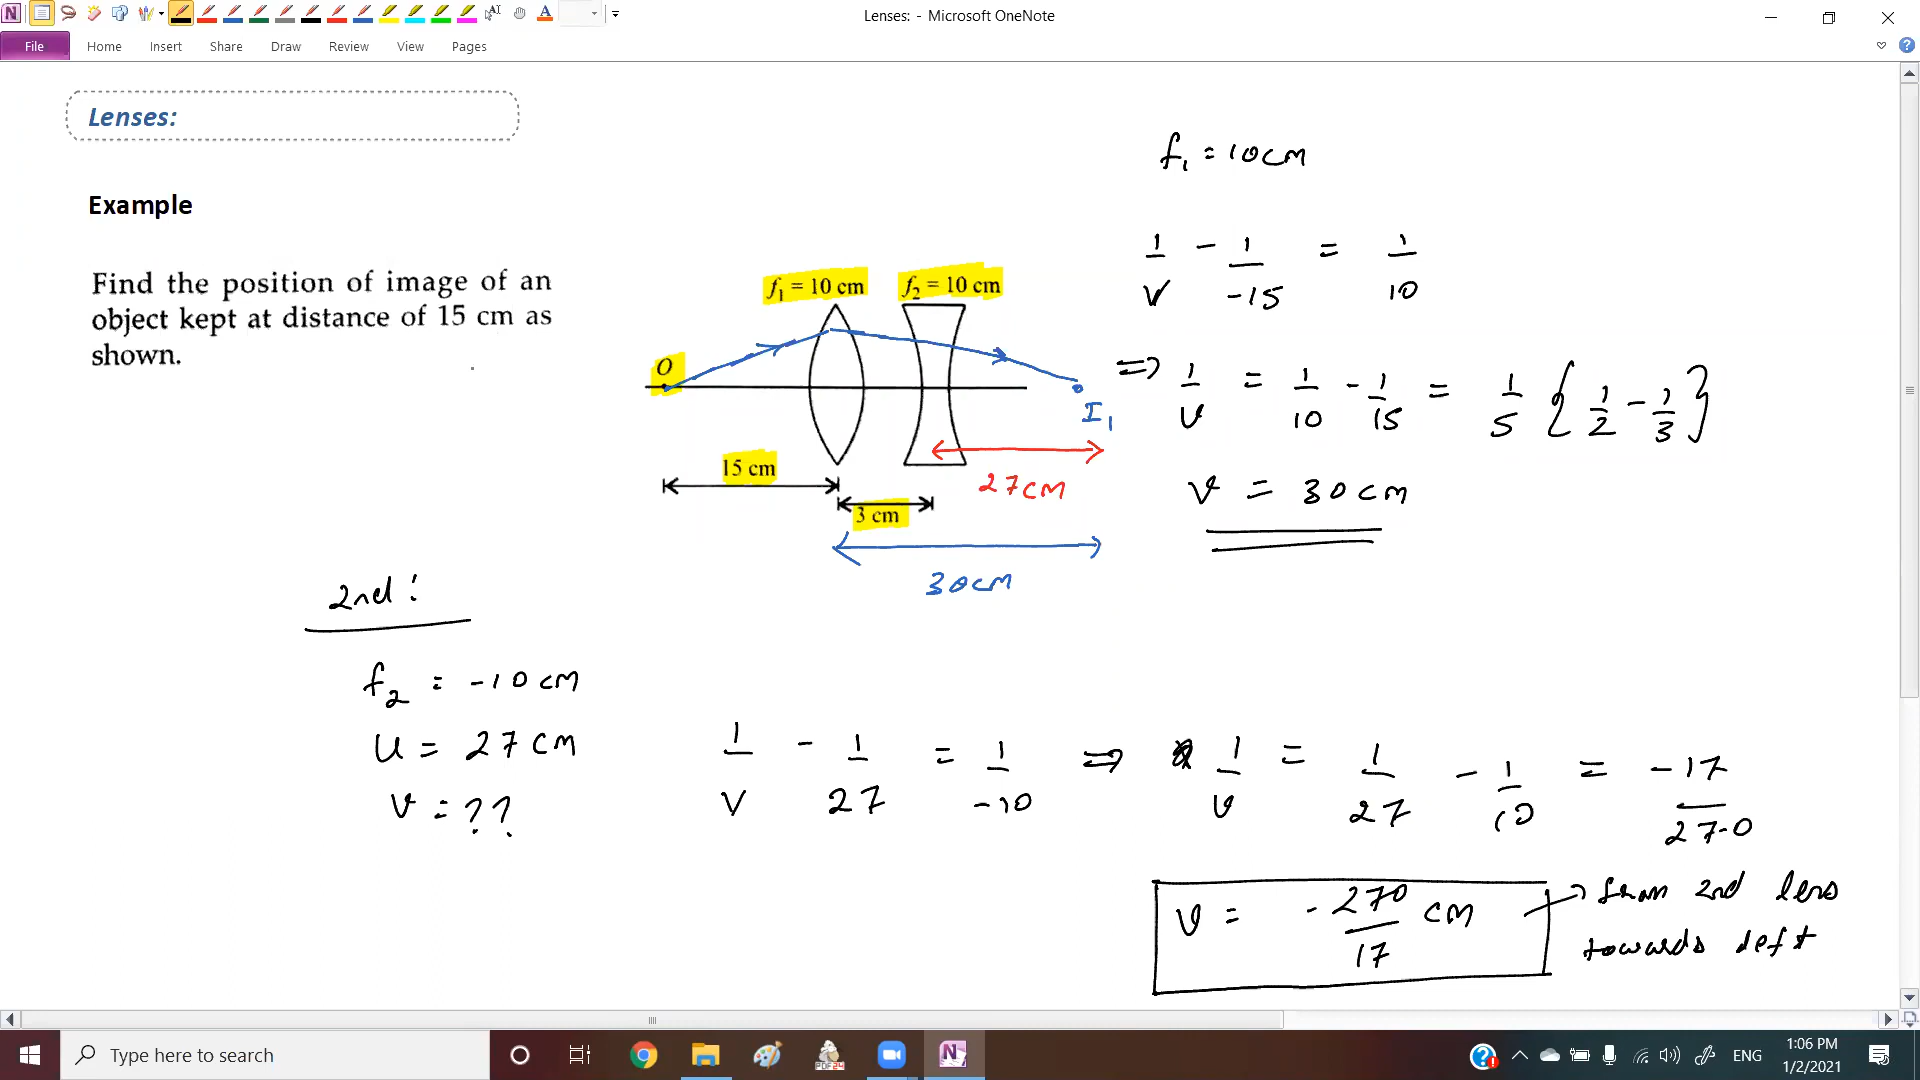 Lenses: - Microsoft OneNote
File Home Insert Share Draw Review View Pages
Lenses:
Example
Find the position of image of an
object kept at distance of 15 cm as
shown.
f₁ = 10 cm
f₂ = 10 cm
O
I₁
15 cm
3 cm
27cm
30cm
f₁ = 10cm
1/V - 1/-15 = 1/10
=> 1/v = 1/10 - 1/15 = 1/5 {1/2 - 1/3}
v = 30cm
2nd:
f₂ = -10cm
u = 27cm
v = ??
1/V - 1/27 = 1/-10 => 1/v = 1/27 - 1/10 = -17/270
v = -270/17 cm
from 2nd lens
towards left
Type here to search
PDF24
ENG
1:06 PM
1/2/2021